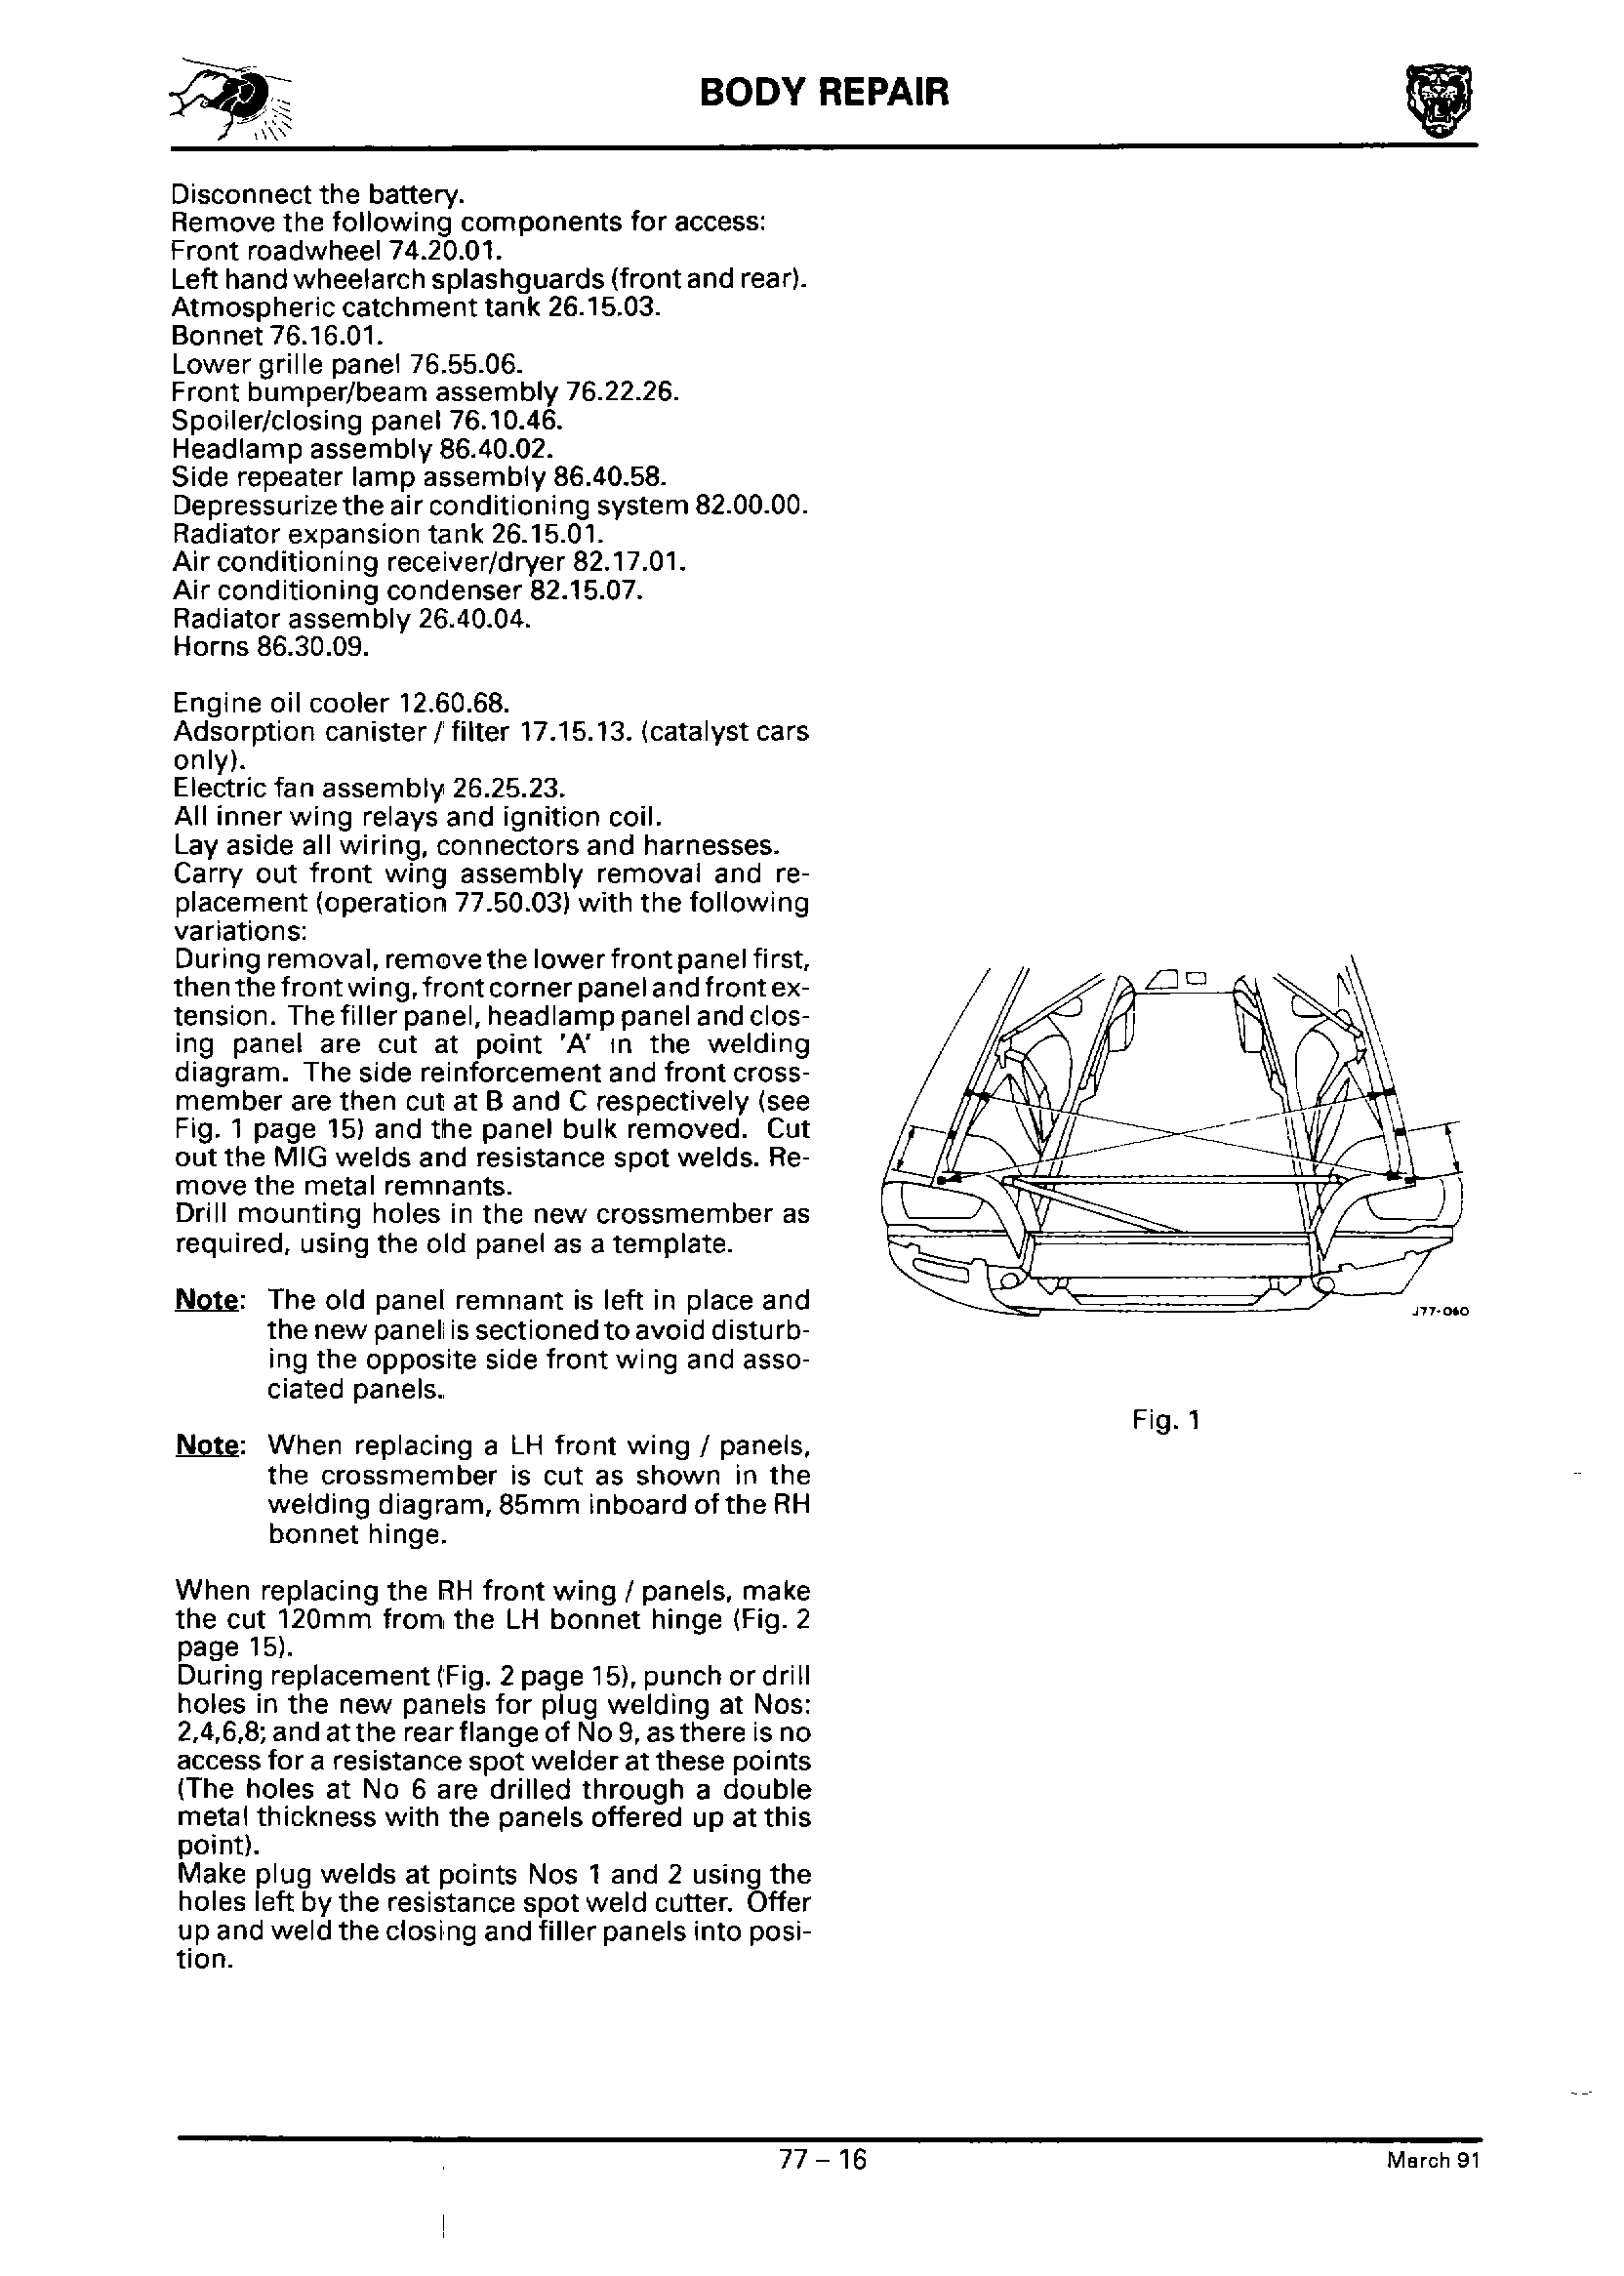 BODY REPAIR
Disconnect the battery.
Remove the following components for access:
Front roadwheel 74.20.01.
Left hand wheelarch splashguards (front and rear).
Atmospheric catchment tank 26.15.03.
Bonnet 76.16.01.
Lower grille panel 76.55.06.
Front bumper/beam assembly 76.22.26.
Spoiler/closing panel 76.10.46.
Headlamp assembly 86.40.02.
Side repeater lamp assembly 86.40.58.
Depressurize the air conditioning system 82.00.00.
Radiator expansion tank 26.15.01.
Air conditioning receiver/dryer 82.17.01.
Air conditioning condenser 82.15.07.
Radiator assembly 26.40.04.
Horns 86.30.09.
Engine oil cooler 12.60.68.
Adsorption canister / filter 17.15.13. (catalyst cars
only).
Electric fan assembly 26.25.23.
All inner wing relays and ignition coil.
Lay aside all wiring, connectors and harnesses.
Carry out front wing assembly removal and re-
placement (operation 77.50.03) with the following
variations:
During removal, remove the lower front panel first,
then the front wing, front corner panel and front ex-
tension. The filler panel, headlamp panel and clos-
ing panel are cut at point 'A' in the welding
diagram. The side reinforcement and front cross-
member are then cut at B and C respectively (see
Fig. 1 page 15) and the panel bulk removed. Cut
out the MIG welds and resistance spot welds. Re-
move the metal remnants.
Drill mounting holes in the new crossmember as
required, using the old panel as a template.
Note: The old panel remnant is left in place and
the new panel is sectioned to avoid disturb-
ing the opposite side front wing and asso-
ciated panels.
Note: When replacing a LH front wing / panels,
the crossmember is cut as shown in the
welding diagram, 85mm inboard of the RH
bonnet hinge.
When replacing the RH front wing / panels, make
the cut 120mm from the LH bonnet hinge (Fig. 2
page 15).
During replacement (Fig. 2 page 15), punch or drill
holes in the new panels for plug welding at Nos:
2,4,6,8; and at the rear flange of No 9, as there is no
access for a resistance spot welder at these points
(The holes at No 6 are drilled through a double
metal thickness with the panels offered up at this
point).
Make plug welds at points Nos 1 and 2 using the
holes left by the resistance spot weld cutter. Offer
up and weld the closing and filler panels into posi-
tion.
J77-060
Fig. 1
77 – 16
March 91